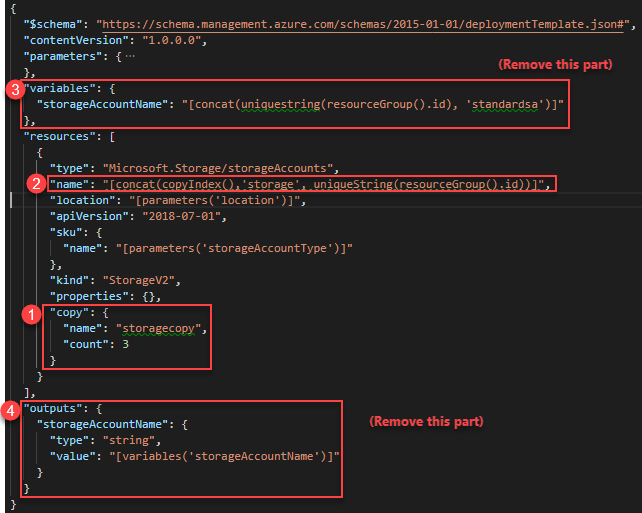 {
"$schema": "https://schema.management.azure.com/schemas/2015-01-01/deploymentTemplate.json#",
"contentVersion": "1.0.0.0",
"parameters": { ...
},
(Remove this part)
3
"variables": {
"storageAccountName": "[concat(uniquestring(resourceGroup().id), 'standardsa')]"
},
"resources": [
{
"type": "Microsoft.Storage/storageAccounts",
2
"name": "[concat(copyIndex(),'storage', uniqueString(resourceGroup().id))]",
"location": "[parameters('location')]",
"apiVersion": "2018-07-01",
"sku": {
"name": "[parameters('storageAccountType')]"
},
"kind": "StorageV2",
"properties": {},
1
"copy": {
"name": "storagecopy",
"count": 3
}
}
],
4
"outputs": {
"storageAccountName": {
(Remove this part)
"type": "string",
"value": "[variables('storageAccountName')]"
}
}
}